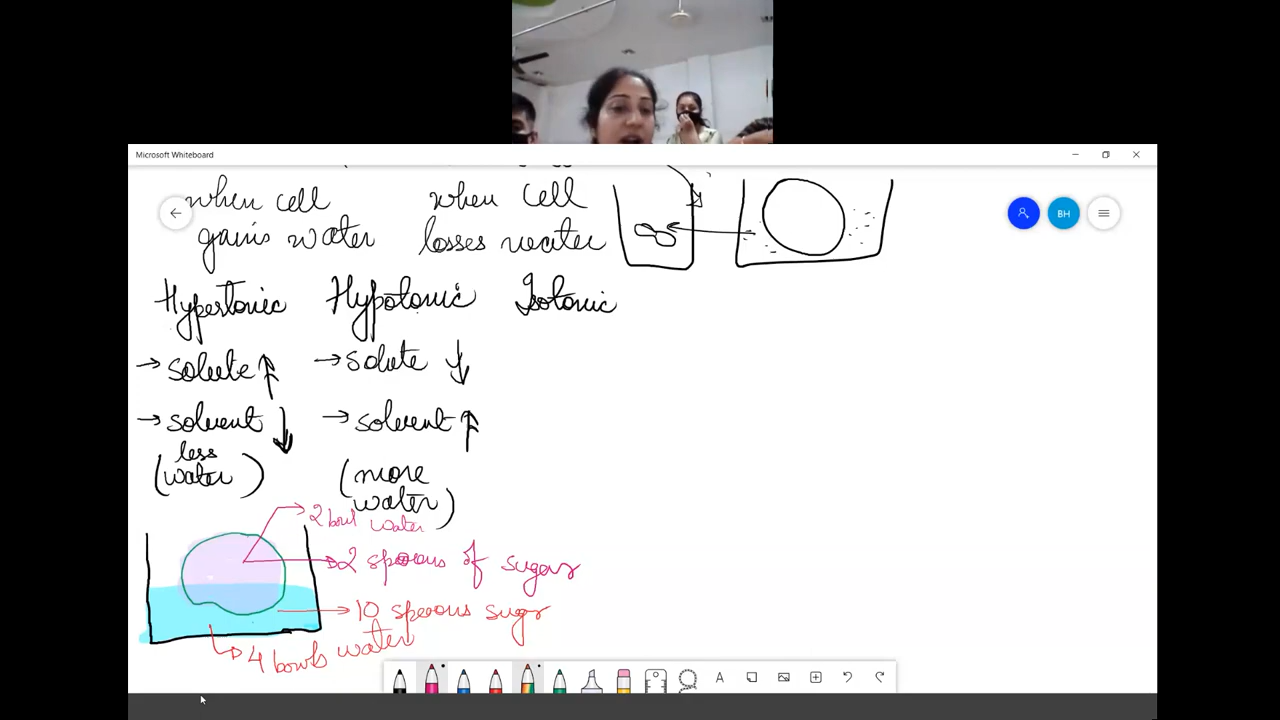 Microsoft Whiteboard
when cell
gains water
when cell
losses water
BH
Hypertonic
Hypotonic
Isotonic
→ solute ↑
→ solute ↓
→ solvent ↓
→ solvent ↑
(less
water)
(more
water)
2 bowl water
2 spoons of sugar
10 spoons sugr
4 bowls water
A